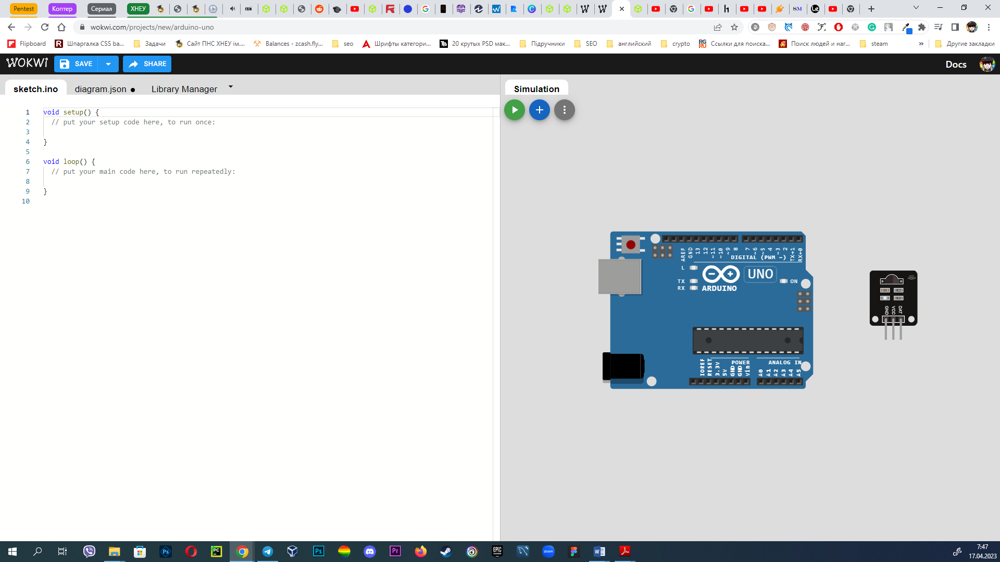 Pentest
Коптер
Сериал
ХНЕУ
wokwi.com/projects/new/arduino-uno
Flipboard
Шпаргалка CSS ba...
Задачи
Сайт ПНС ХНЕУ ім....
Balances - zcash.fly...
seo
Шрифты категори...
20 крутых PSD мак...
Підручники
SEO
английский
crypto
Ссылки для поиска...
Поиск людей и наг...
steam
»
Другие закладки
WOKWI
SAVE
SHARE
Docs
sketch.ino
diagram.json ●
Library Manager
Simulation
1 void setup() {
2 // put your setup code here, to run once:
3
4 }
5
6 void loop() {
7 // put your main code here, to run repeatedly:
8
9 }
10
AREF
GND
13
12
~11
~10
~9
8
7
~6
~5
4
~3
2
TX→1
RX←0
DIGITAL (PWM ~)
L
TX
RX
UNO
ON
ARDUINO
IOREF
RESET
3.3V
5V
GND
GND
Vin
POWER
ANALOG IN
A0
A1
A2
A3
A4
A5
GND
VCC
DAT
7:47
17.04.2023